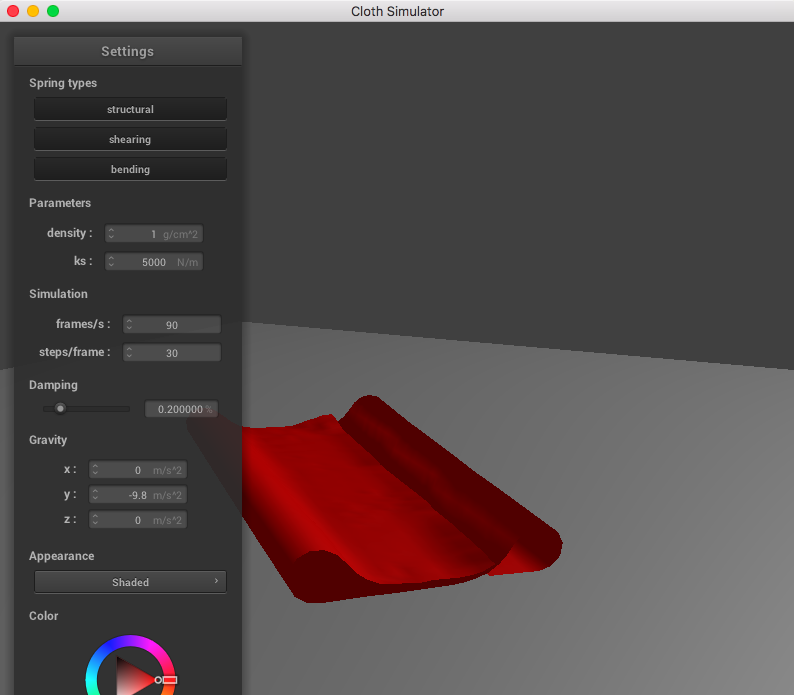 Cloth Simulator
Settings
Spring types
structural
shearing
bending
Parameters
density : 1 g/cm^2
ks : 5000 N/m
Simulation
frames/s : 90
steps/frame : 30
Damping
0.200000 %
Gravity
x : 0 m/s^2
y : -9.8 m/s^2
z : 0 m/s^2
Appearance
Shaded ›
Color